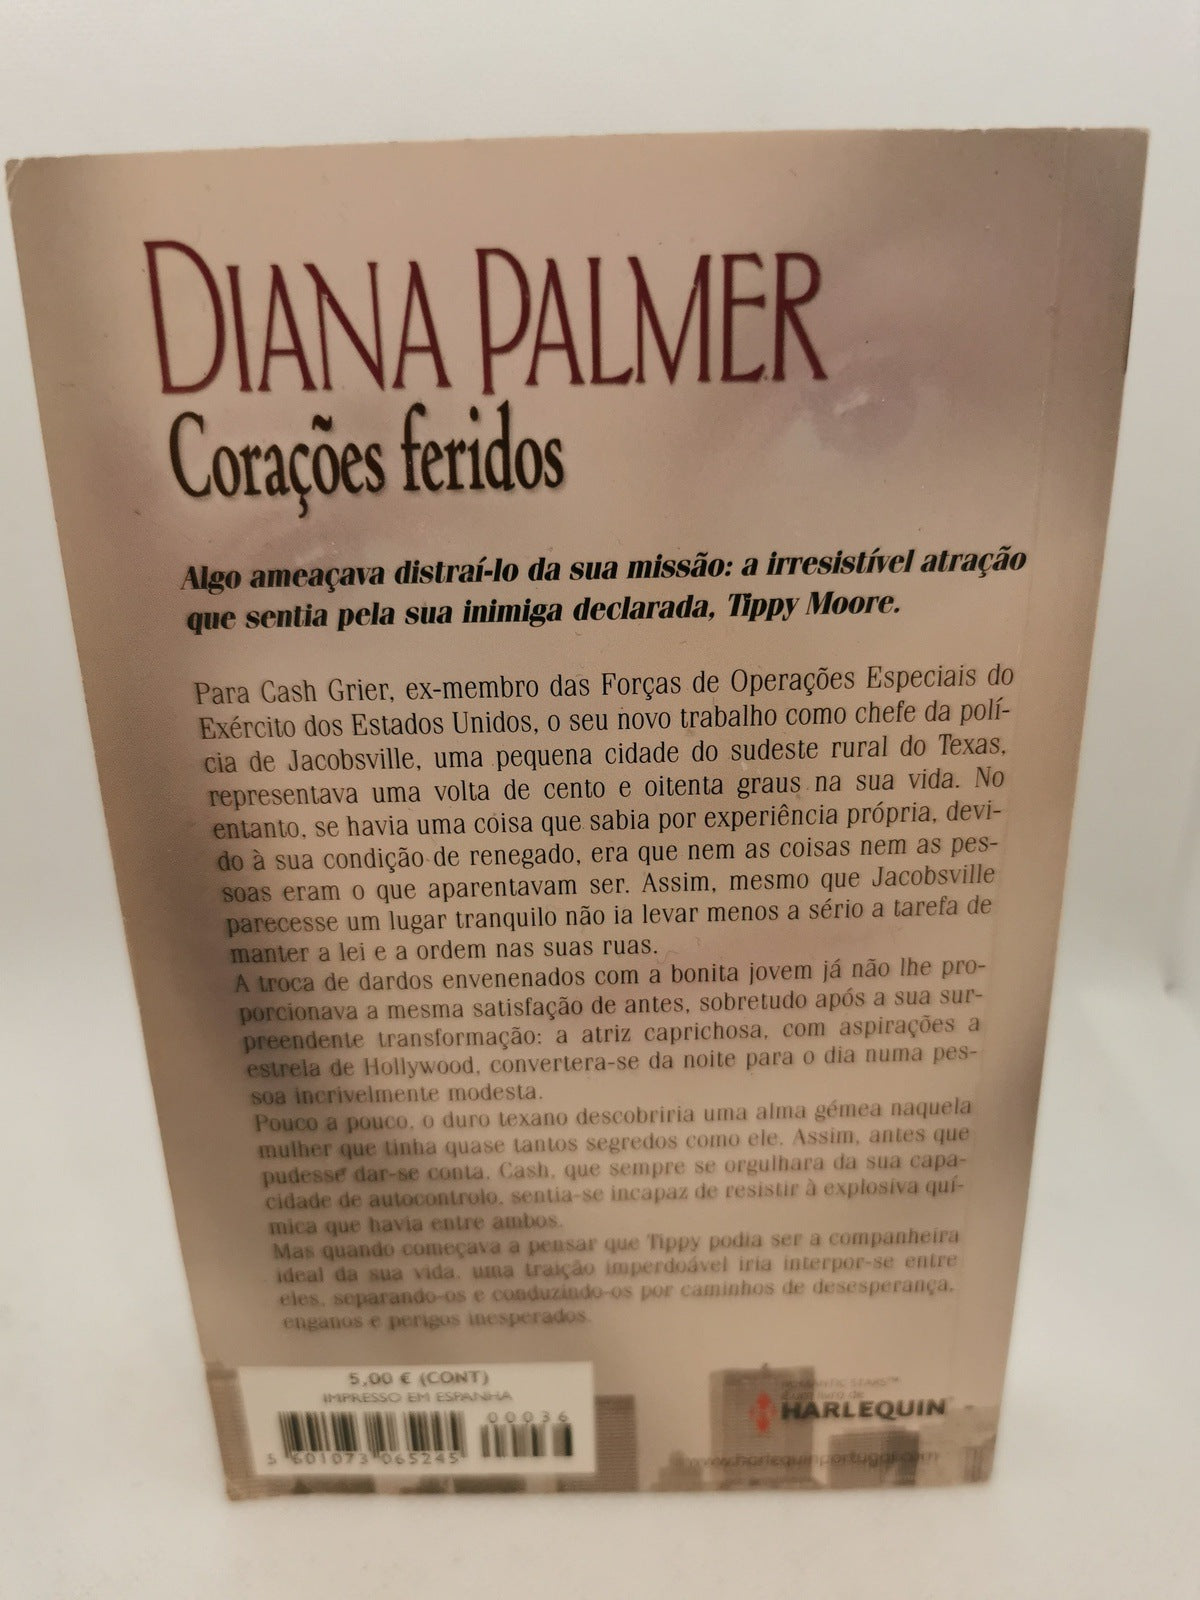 DIANA PALMER
Corações feridos
Algo ameaçava distraí-lo da sua missão: a irresistível atração
que sentia pela sua inimiga declarada, Tippy Moore.
Para Cash Grier, ex-membro das Forças de Operações Especiais do
Exército dos Estados Unidos, o seu novo trabalho como chefe da polí-
cia de Jacobsville, uma pequena cidade do sudeste rural do Texas,
representava uma volta de cento e oitenta graus na sua vida. No
entanto, se havia uma coisa que sabia por experiência própria, devi-
do à sua condição de renegado, era que nem as coisas nem as pes-
soas eram o que aparentavam ser. Assim, mesmo que Jacobsville
parecesse um lugar tranquilo não ia levar menos a sério a tarefa de
manter a lei e a ordem nas suas ruas.
A troca de dardos envenenados com a bonita jovem já não lhe pro-
porcionava a mesma satisfação de antes, sobretudo após a sua sur-
preendente transformação: a atriz caprichosa, com aspirações a
estrela de Hollywood, convertera-se da noite para o dia numa pes-
soa incrivelmente modesta.
Pouco a pouco, o duro texano descobriria uma alma gémea naquela
mulher que tinha quase tantos segredos como ele. Assim, antes que
pudesse dar-se conta, Cash, que sempre se orgulhara da sua capa-
cidade de autocontrolo, sentia-se incapaz de resistir à explosiva quí-
mica que havia entre ambos.
Mas quando começava a pensar que Tippy podia ser a companheira
ideal da sua vida, uma traição imperdoável iria interpor-se entre
eles, separando-os e conduzindo-os por caminhos de desesperança,
enganos e perigos inesperados.
5,00 € (CONT)
IMPRESSO EM ESPANHA
00036
5 601073 065245
ROMANTIC STARS™
é um livro de
HARLEQUIN
www.harlequinportugal.com